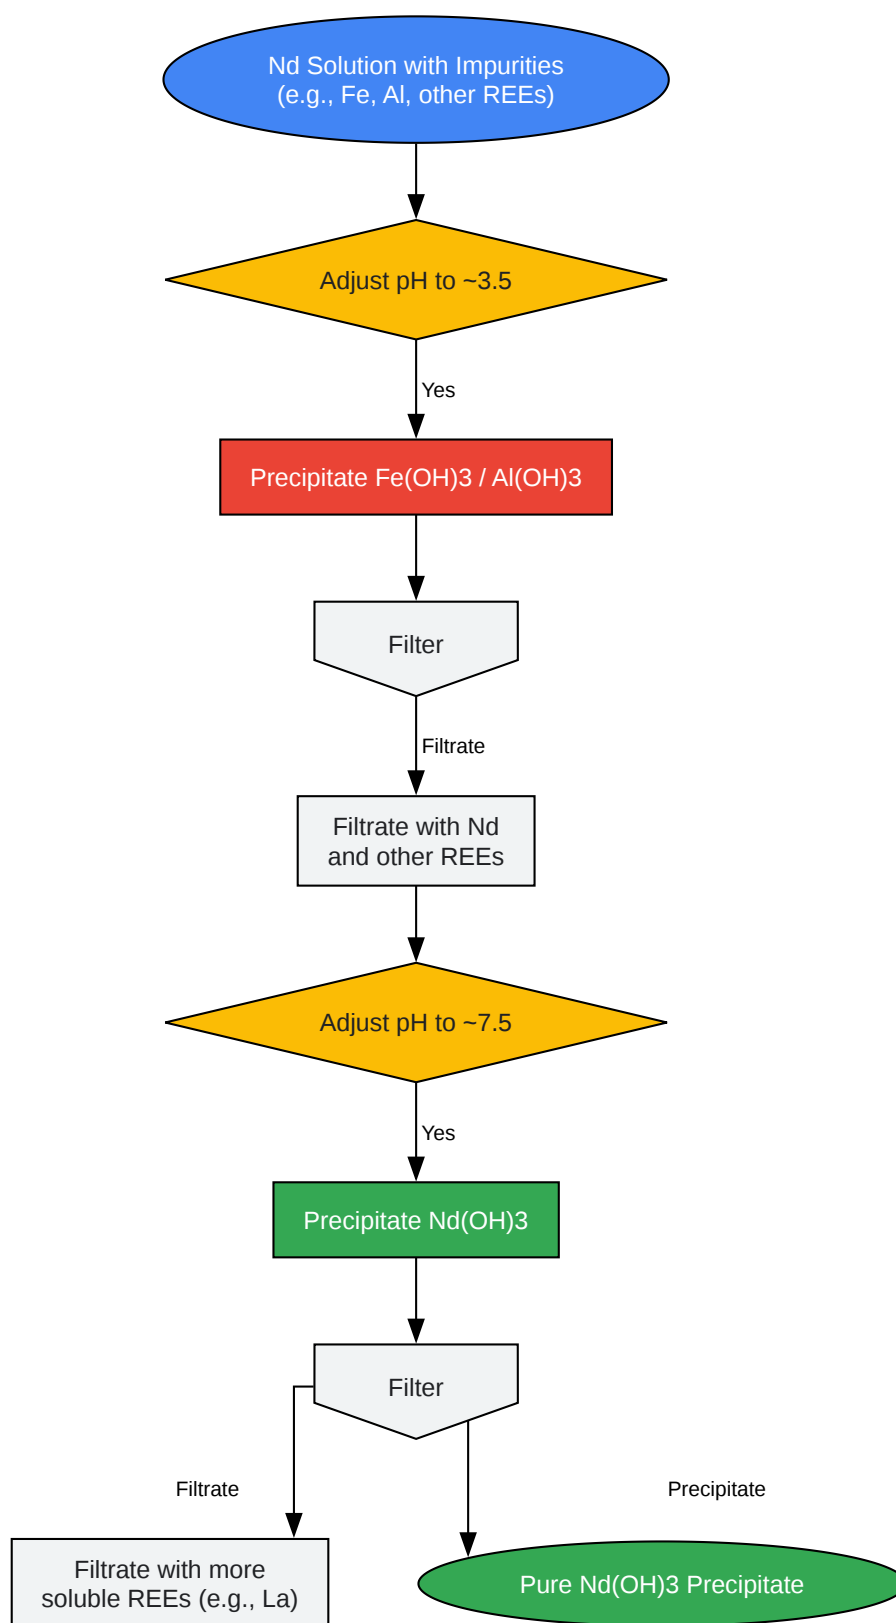 Nd Solution with Impurities
(e.g., Fe, Al, other REEs)
Adjust pH to ~3.5
Yes
Precipitate Fe(OH)3 / Al(OH)3
Filter
Filtrate
Filtrate with Nd
and other REEs
Adjust pH to ~7.5
Yes
Precipitate Nd(OH)3
Filter
Filtrate
Precipitate
Filtrate with more
soluble REEs (e.g., La)
Pure Nd(OH)3 Precipitate